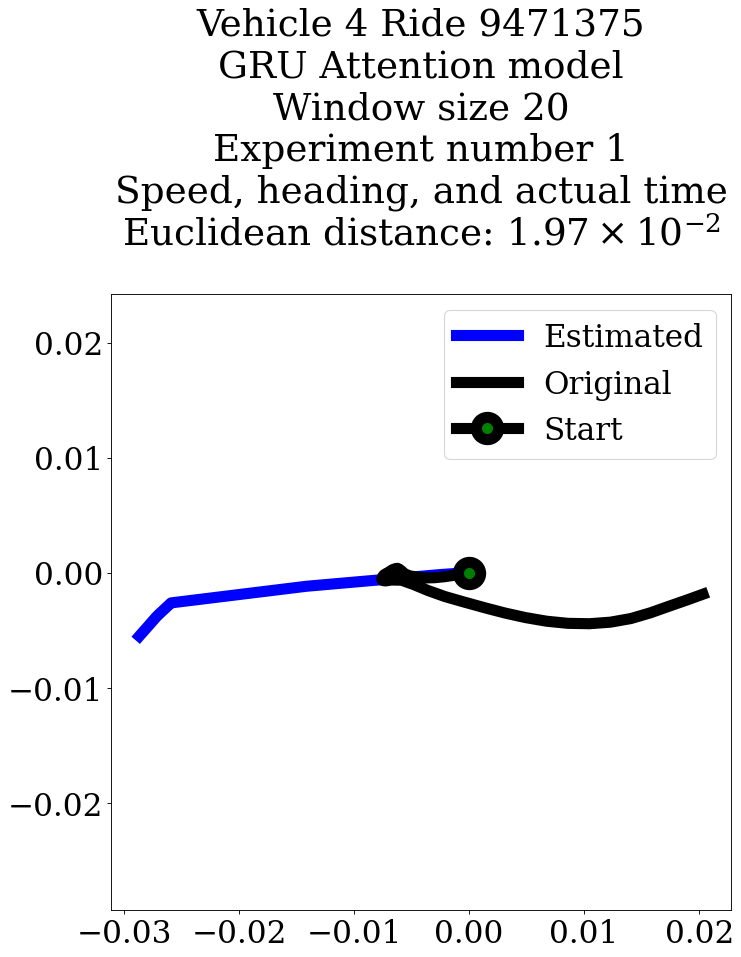 Vehicle 4 Ride 9471375
GRU Attention model
Window size 20
Experiment number 1
Speed, heading, and actual time
Euclidean distance: 1.97 × 10⁻²
Estimated
Original
Start
0.02
0.01
0.00
−0.01
−0.02
−0.03 −0.02 −0.01 0.00 0.01 0.02